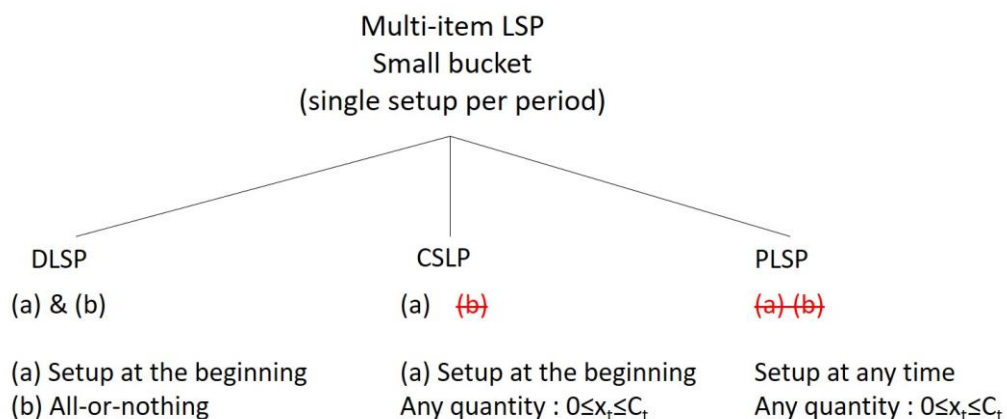 Multi-item LSP
Small bucket
(single setup per period)
DLSP
(a) & (b)
(a) Setup at the beginning
(b) All-or-nothing
CSLP
(a) (b)
(a) Setup at the beginning
Any quantity : 0≤xₜ≤Cₜ
PLSP
(a) (b)
Setup at any time
Any quantity : 0≤xₜ≤Cₜ